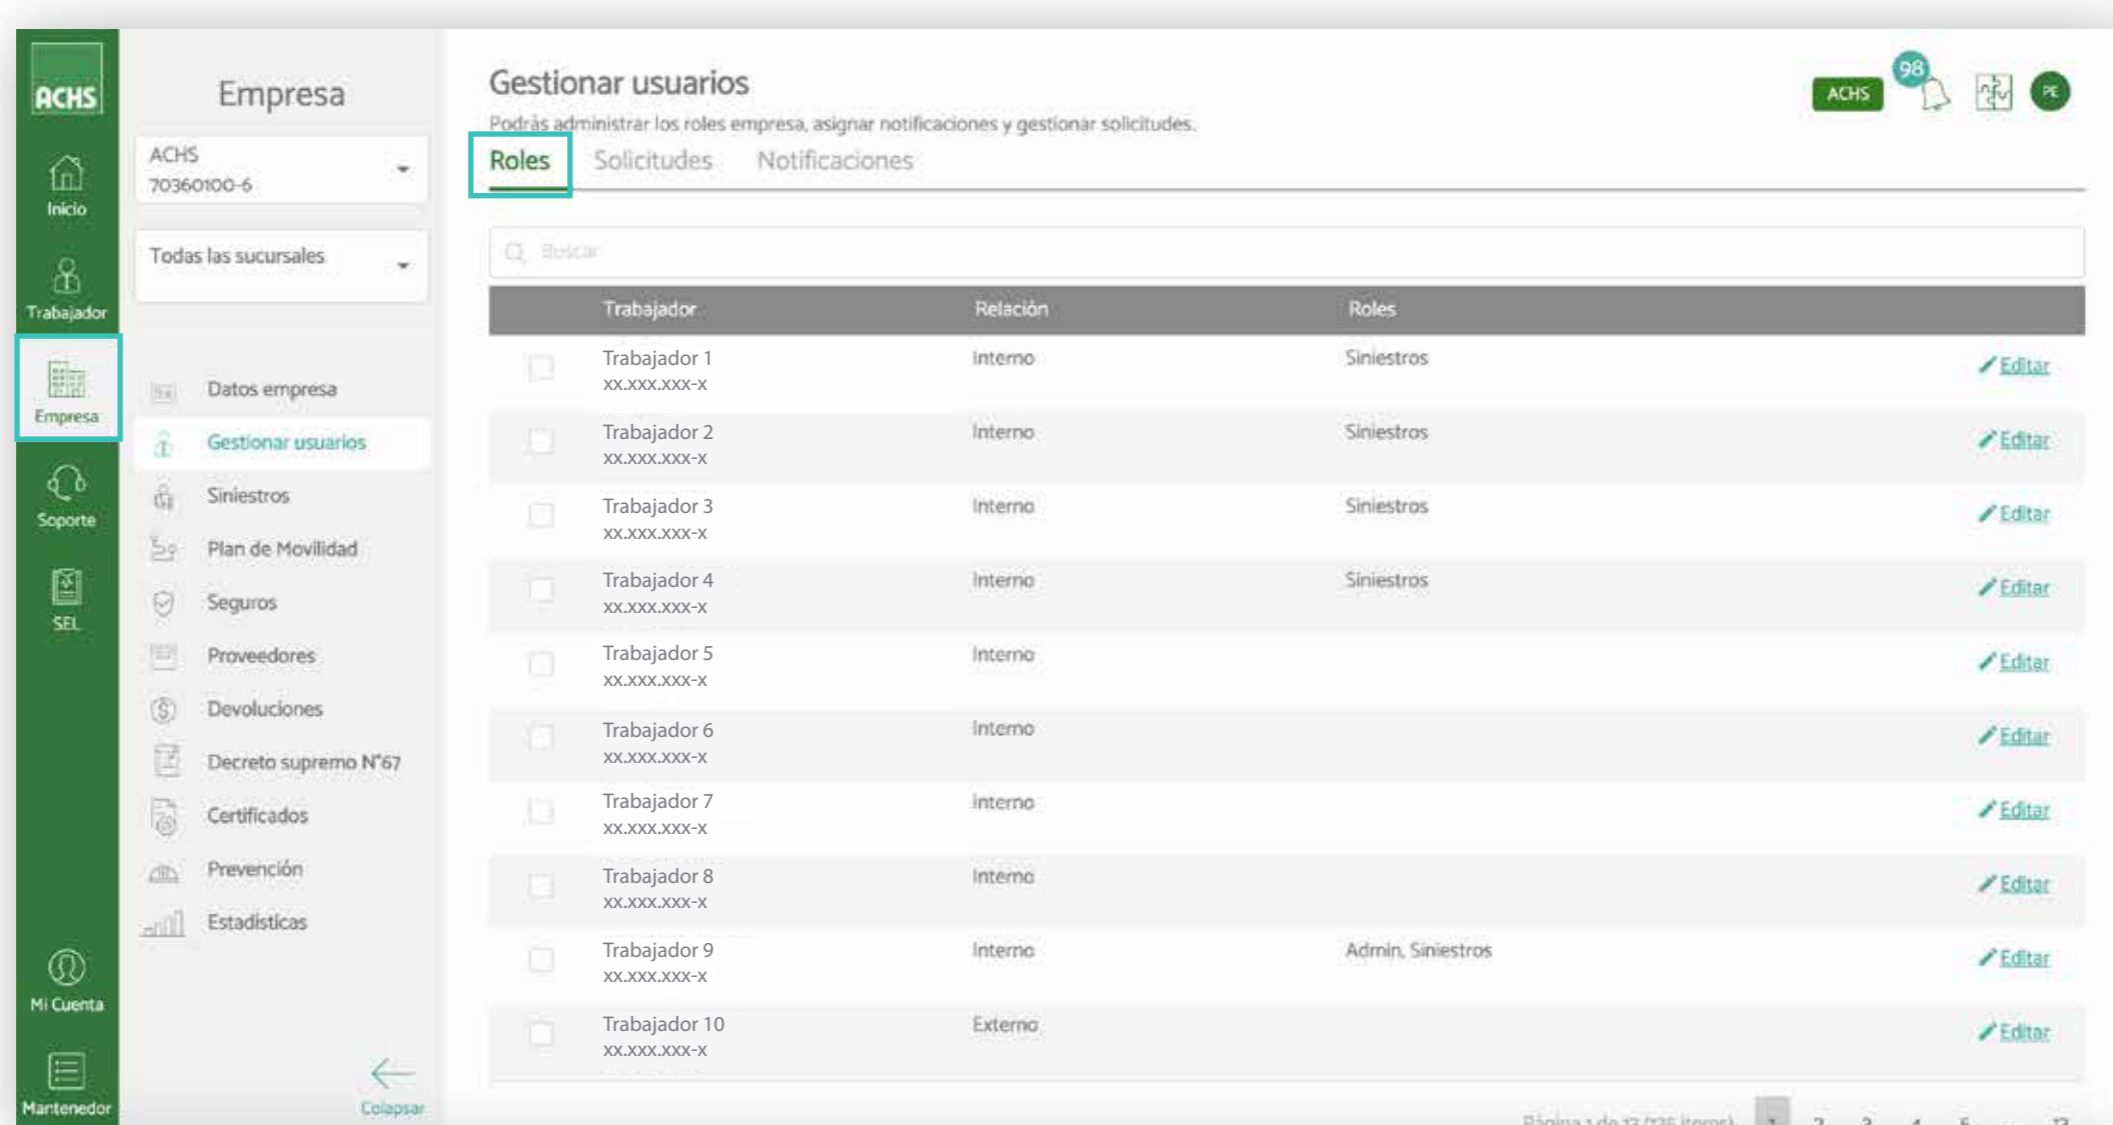 ACHS
Inicio
Trabajador
Empresa
Soporte
SEL
Mi Cuenta
Mantenedor
Empresa
ACHS
70360100-6
Todas las sucursales
Datos empresa
Gestionar usuarios
Siniestros
Plan de Movilidad
Seguros
Proveedores
Devoluciones
Decreto supremo N°67
Certificados
Prevención
Estadísticas
Colapsar
Gestionar usuarios
Podrás administrar los roles empresa, asignar notificaciones y gestionar solicitudes.
ACHS 98 PE
Roles Solicitudes Notificaciones
Buscar
Trabajador Relación Roles
Trabajador 1 Interno Siniestros Editar
xx.xxx.xxx-x
Trabajador 2 Interno Siniestros Editar
xx.xxx.xxx-x
Trabajador 3 Interno Siniestros Editar
xx.xxx.xxx-x
Trabajador 4 Interno Siniestros Editar
xx.xxx.xxx-x
Trabajador 5 Interno Editar
xx.xxx.xxx-x
Trabajador 6 Interno Editar
xx.xxx.xxx-x
Trabajador 7 Interno Editar
xx.xxx.xxx-x
Trabajador 8 Interno Editar
xx.xxx.xxx-x
Trabajador 9 Interno Admin, Siniestros Editar
xx.xxx.xxx-x
Trabajador 10 Externo Editar
xx.xxx.xxx-x
Página 1 de